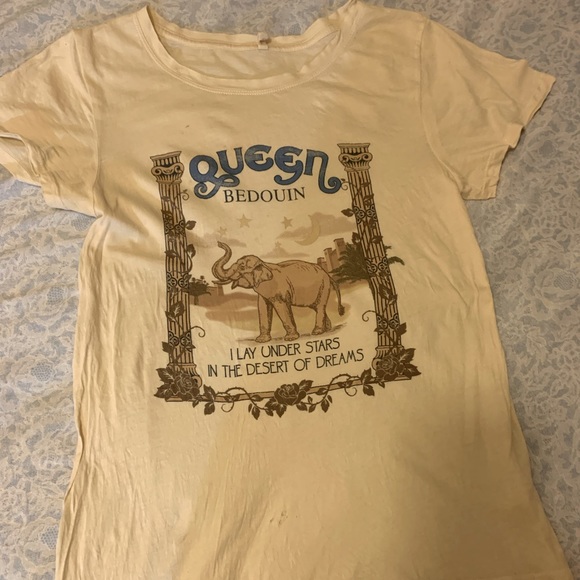 QUEEN
BEDOUIN
I LAY UNDER STARS
IN THE DESERT OF DREAMS